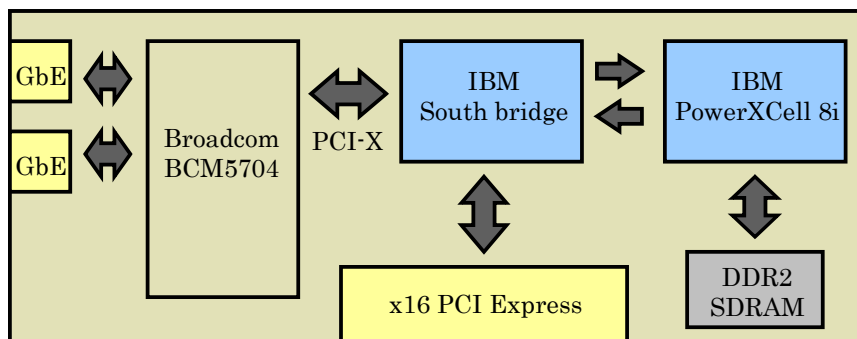 GbE
GbE
Broadcom
BCM5704
PCI-X
IBM
South bridge
IBM
PowerXCell 8i
x16 PCI Express
DDR2
SDRAM